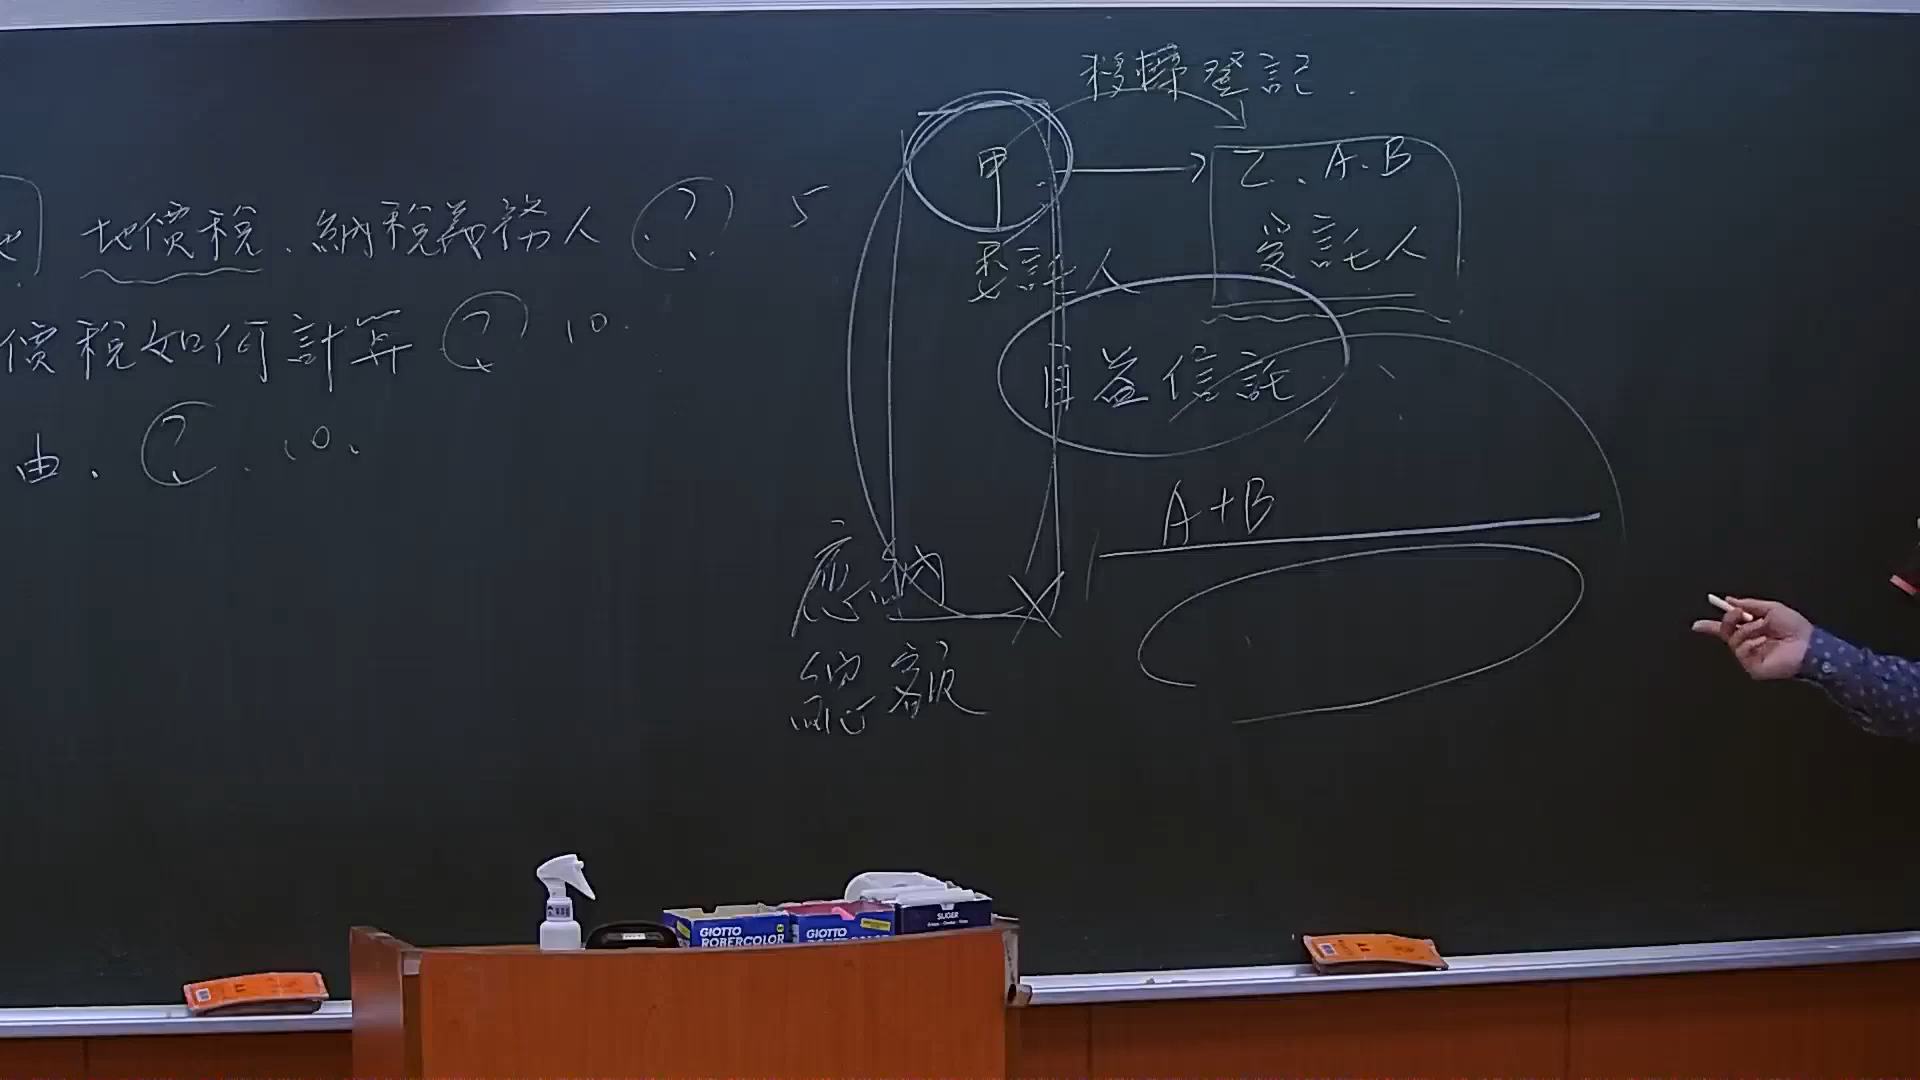 地價稅、納稅義務人(?) 5
價稅如何計算(?) 10.
由、(?)、10、
移轉登記.
甲
乙、A、B
委託人
受託人
自益信託
A+B
應納
總額
GIOTTO
ROBERCOLOR
GIOTTO